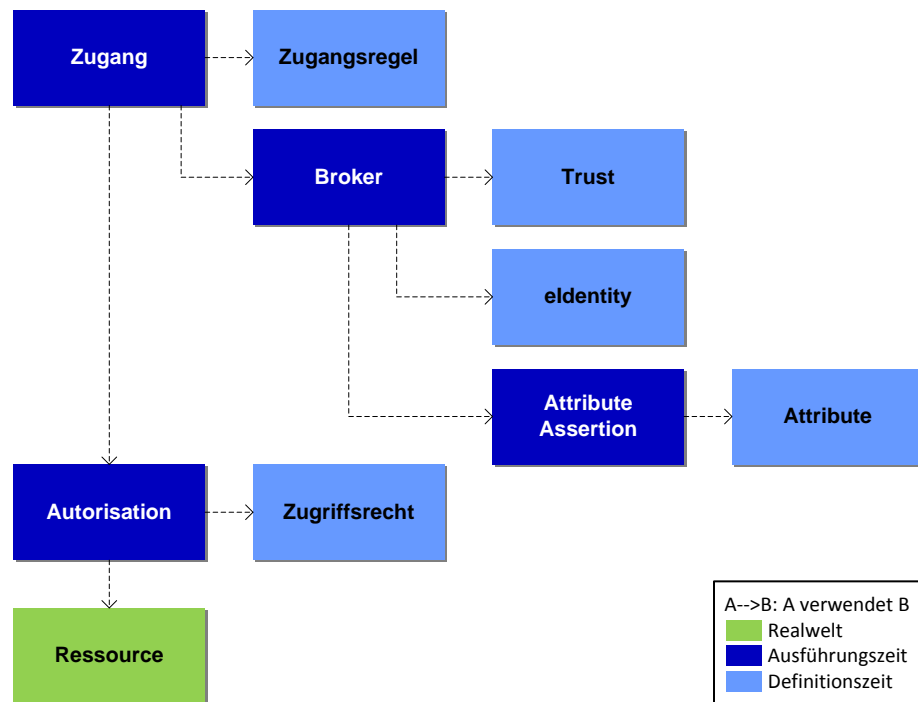 Zugang
Zugangsregel
Broker
Trust
eIdentity
Attribute
Assertion
Attribute
Autorisation
Zugriffsrecht
Ressource
A-->B: A verwendet B
Realwelt
Ausführungszeit
Definitionszeit